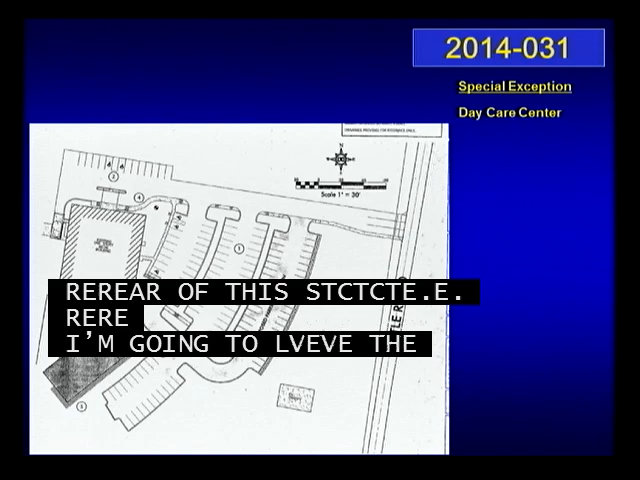 2014-031
Special Exception
Day Care Center
N
Scale 1" = 30'
REREAR OF THIS STCTCTE.E.
RERE
I'M GOING TO LVEVE THE